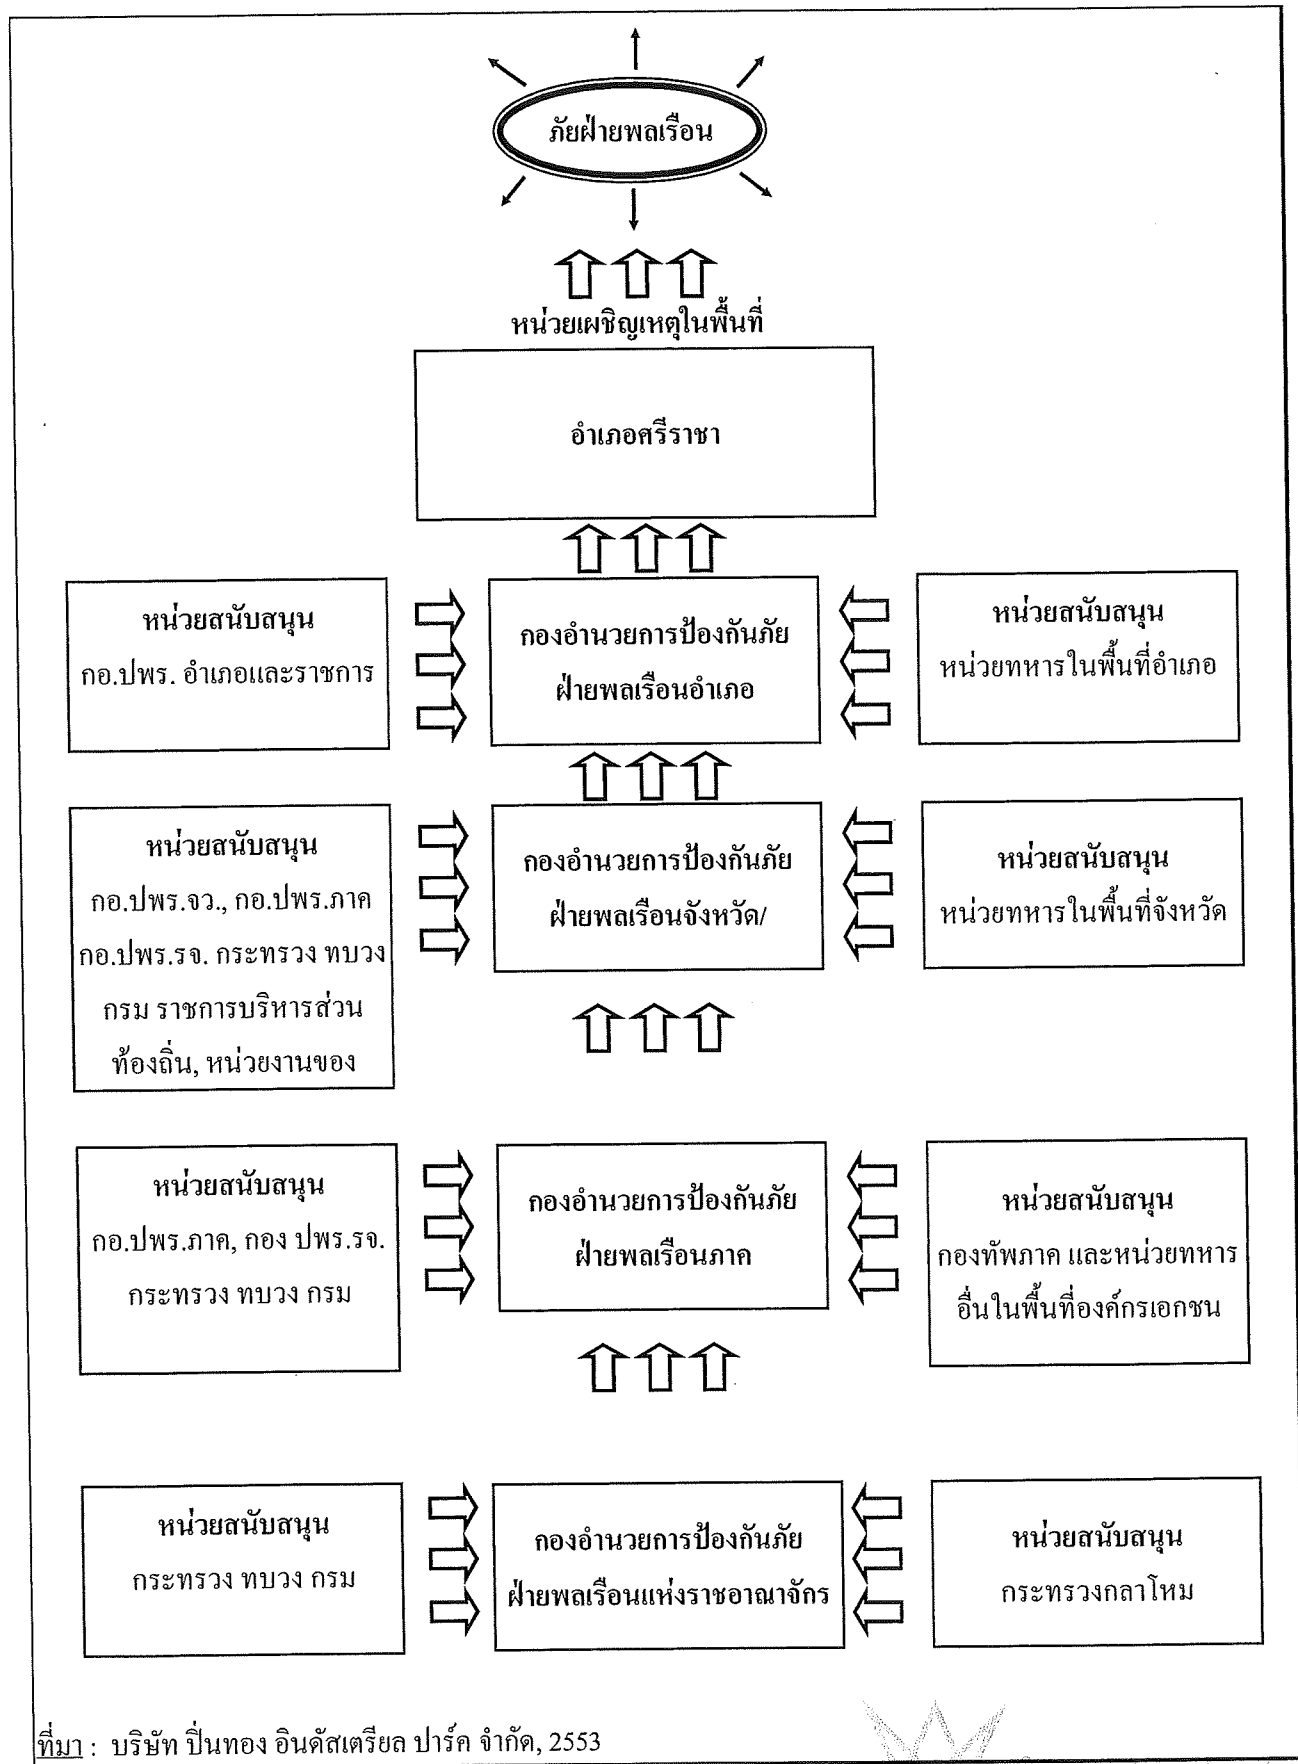 ภัยฝ่ายพลเรือน
หน่วยเผชิญเหตุในพื้นที่
อำเภอศรีราชา
หน่วยสนับสนุน
กอ.ปพร. อำเภอและราชการ
กองอำนวยการป้องกันภัย
ฝ่ายพลเรือนอำเภอ
หน่วยสนับสนุน
หน่วยทหารในพื้นที่อำเภอ
หน่วยสนับสนุน
กอ.ปพร.จว., กอ.ปพร.ภาค
กอ.ปพร.รจ. กระทรวง ทบวง
กรม ราชการบริหารส่วน
ท้องถิ่น, หน่วยงานของ
กองอำนวยการป้องกันภัย
ฝ่ายพลเรือนจังหวัด/
หน่วยสนับสนุน
หน่วยทหารในพื้นที่จังหวัด
หน่วยสนับสนุน
กอ.ปพร.ภาค, กอง ปพร.รจ.
กระทรวง ทบวง กรม
กองอำนวยการป้องกันภัย
ฝ่ายพลเรือนภาค
หน่วยสนับสนุน
กองทัพภาค และหน่วยทหาร
อื่นในพื้นที่องค์กรเอกชน
หน่วยสนับสนุน
กระทรวง ทบวง กรม
กองอำนวยการป้องกันภัย
ฝ่ายพลเรือนแห่งราชอาณาจักร
หน่วยสนับสนุน
กระทรวงกลาโหม
ที่มา : บริษัท ปิ่นทอง อินดัสเตรียล ปาร์ค จำกัด, 2553